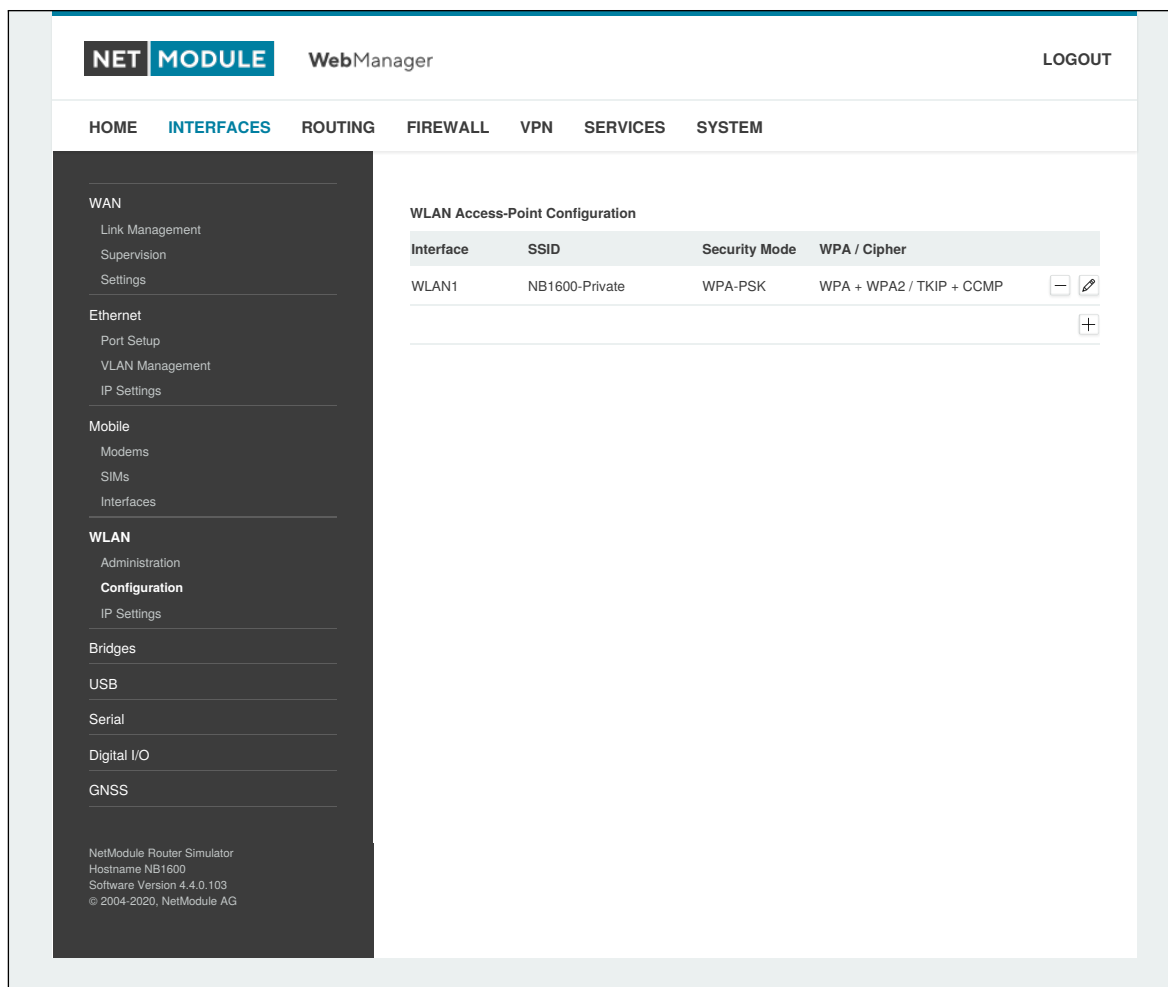 NET MODULE WebManager LOGOUT
HOME INTERFACES ROUTING FIREWALL VPN SERVICES SYSTEM
WAN
Link Management
Supervision
Settings
Ethernet
Port Setup
VLAN Management
IP Settings
Mobile
Modems
SIMs
Interfaces
WLAN
Administration
Configuration
IP Settings
Bridges
USB
Serial
Digital I/O
GNSS
NetModule Router Simulator
Hostname NB1600
Software Version 4.4.0.103
© 2004-2020, NetModule AG
WLAN Access-Point Configuration
Interface SSID Security Mode WPA / Cipher
WLAN1 NB1600-Private WPA-PSK WPA + WPA2 / TKIP + CCMP